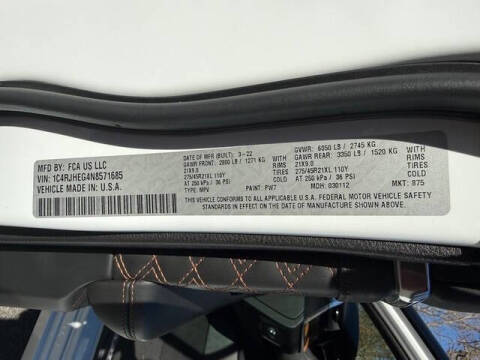 MFD BY: FCA US LLC
VIN: 1C4RJHEG4N8571685
VEHICLE MADE IN U.S.A.
DATE OF MFR (BUILT): 3-22
GAWR FRONT: 2800 LB / 1271 KG
WITH
21X9.0 RIMS
TIRES
275/45R21XL 110Y
COLD
AT 250 kPa / 36 PSI
TYPE: MPV PAINT: PW7
GVWR: 6050 LB / 2745 KG
GAWR REAR: 3350 LB / 1520 KG
WITH
21X9.0 RIMS
TIRES
275/45R21XL 110Y
COLD
AT 250 kPa / 36 PSI
MDH: 030112 MKT: 875
THIS VEHICLE CONFORMS TO ALL APPLICABLE U.S.A. FEDERAL MOTOR VEHICLE SAFETY
STANDARDS IN EFFECT ON THE DATE OF MANUFACTURE SHOWN ABOVE.